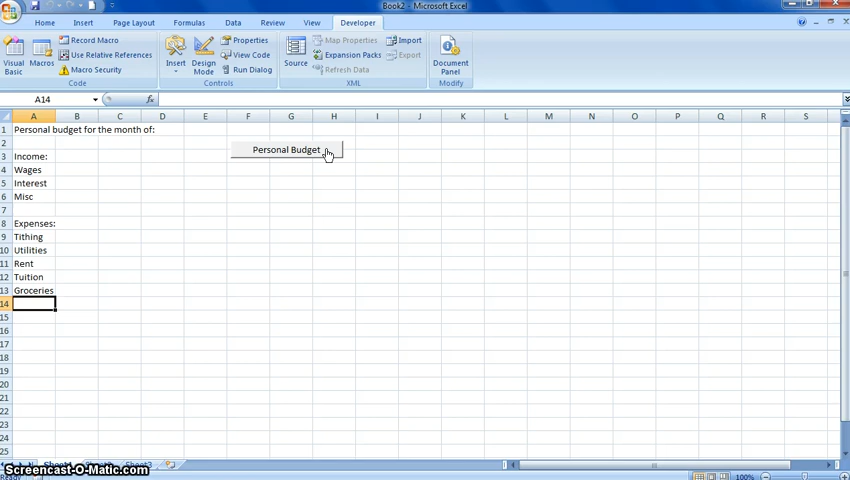 Book2 - Microsoft Excel
Home Insert Page Layout Formulas Data Review View Developer
Visual Basic
Macros
Record Macro
Use Relative References
Macro Security
Code
Insert
Design Mode
Properties
View Code
Run Dialog
Controls
Source
Map Properties
Expansion Packs
Refresh Data
Import
Export
XML
Document Panel
Modify
A14 fx
A B C D E F G H I J K L M N O P Q R S
1 Personal budget for the month of:
2 Personal Budget
3 Income:
4 Wages
5 Interest
6 Misc
7
8 Expenses:
9 Tithing
10 Utilities
11 Rent
12 Tuition
13 Groceries
14
15
16
17
18
19
20
21
22
23
24
25
Sheet3
Screencast-O-Matic.com
Ready 100%